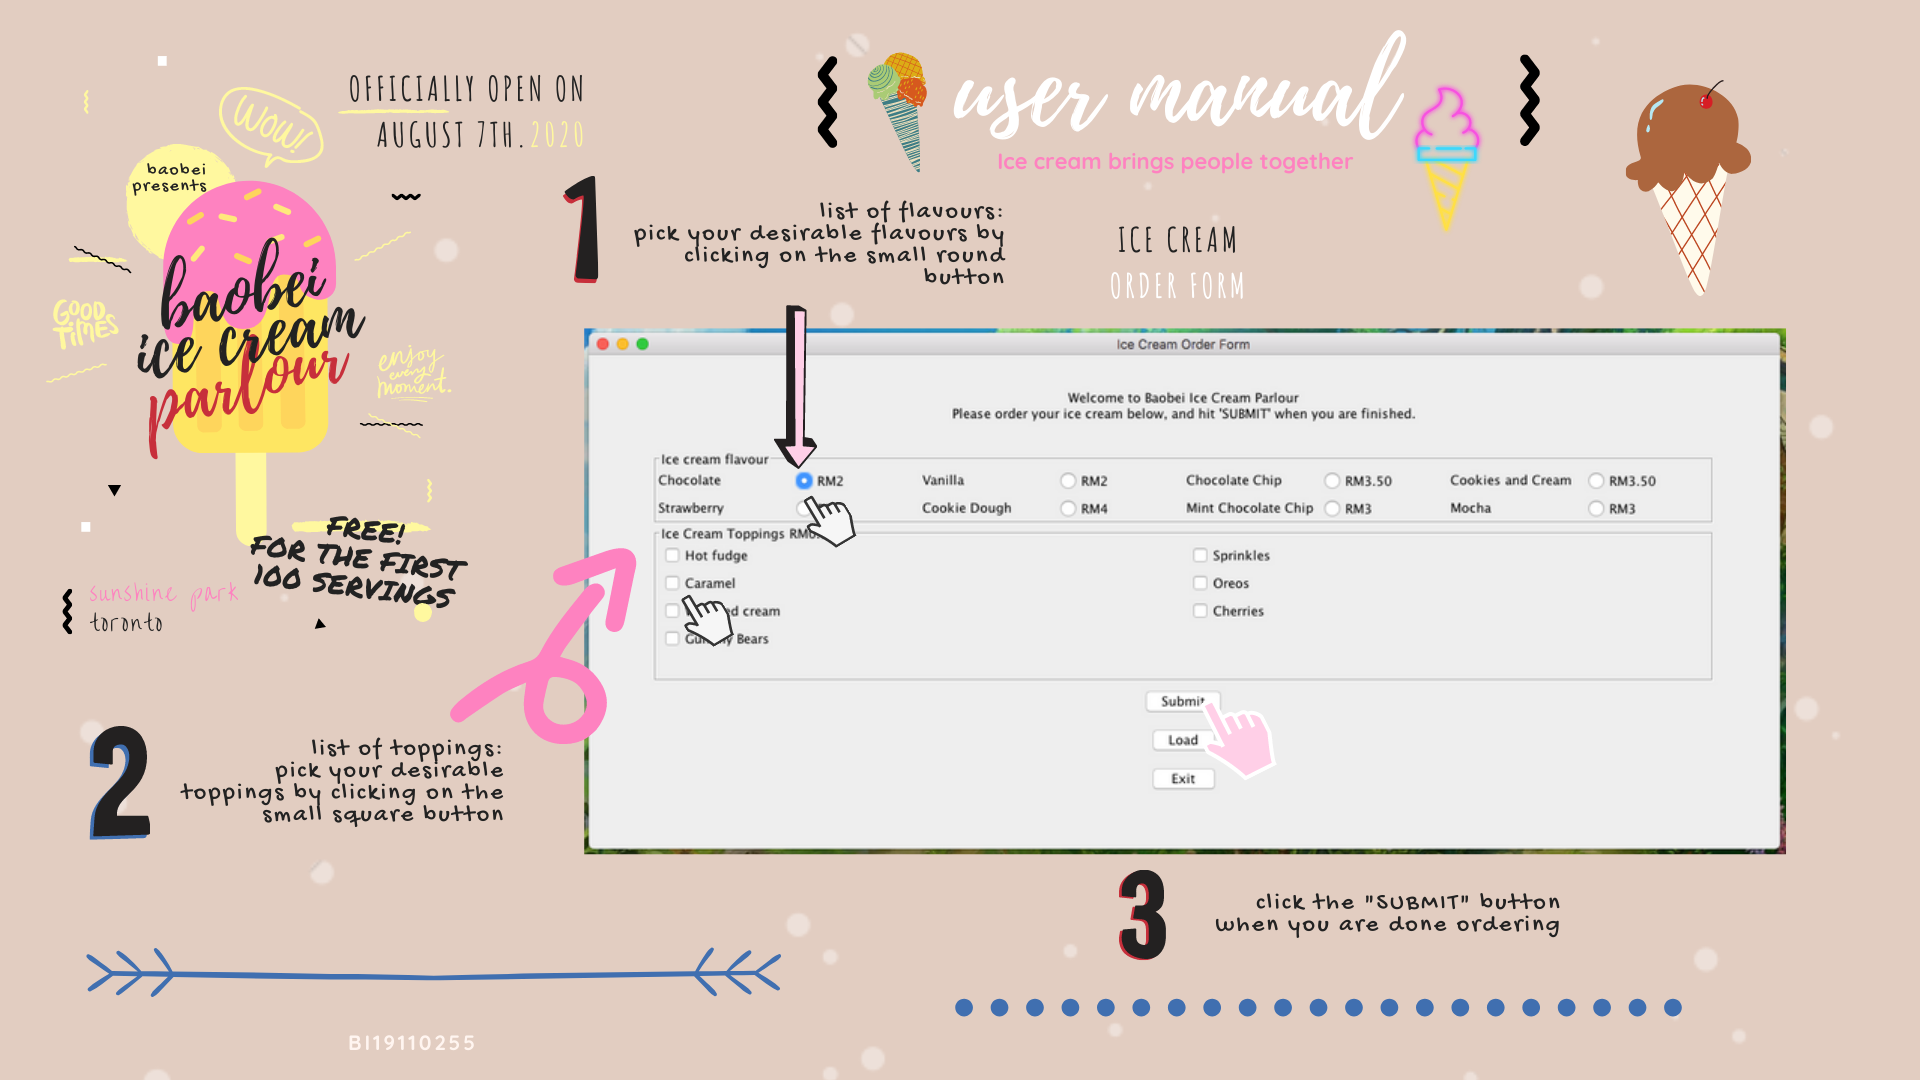 OFFICIALLY OPEN ON
AUGUST 7TH.2020
wow!
baobei
presents
baobei
ice cream
parlour
GOOD
TIMES
enjoy
every
moment.
FREE!
FOR THE FIRST
100 SERVINGS
sunshine park
toronto
user manual
Ice cream brings people together
1
list of flavours:
pick your desirable flavours by
clicking on the small round
button
ICE CREAM
ORDER FORM
Ice Cream Order Form
Welcome to Baobei Ice Cream Parlour
Please order your ice cream below, and hit 'SUBMIT' when you are finished.
Ice cream flavour
Chocolate RM2 Vanilla RM2 Chocolate Chip RM3.50 Cookies and Cream RM3.50
Strawberry Cookie Dough RM4 Mint Chocolate Chip RM3 Mocha RM3
Ice Cream Toppings
Hot fudge Sprinkles
Caramel Oreos
cream Cherries
Bears
Submit
Load
Exit
2
list of toppings:
pick your desirable
toppings by clicking on the
small square button
3
click the "SUBMIT" button
when you are done ordering
BI19110255